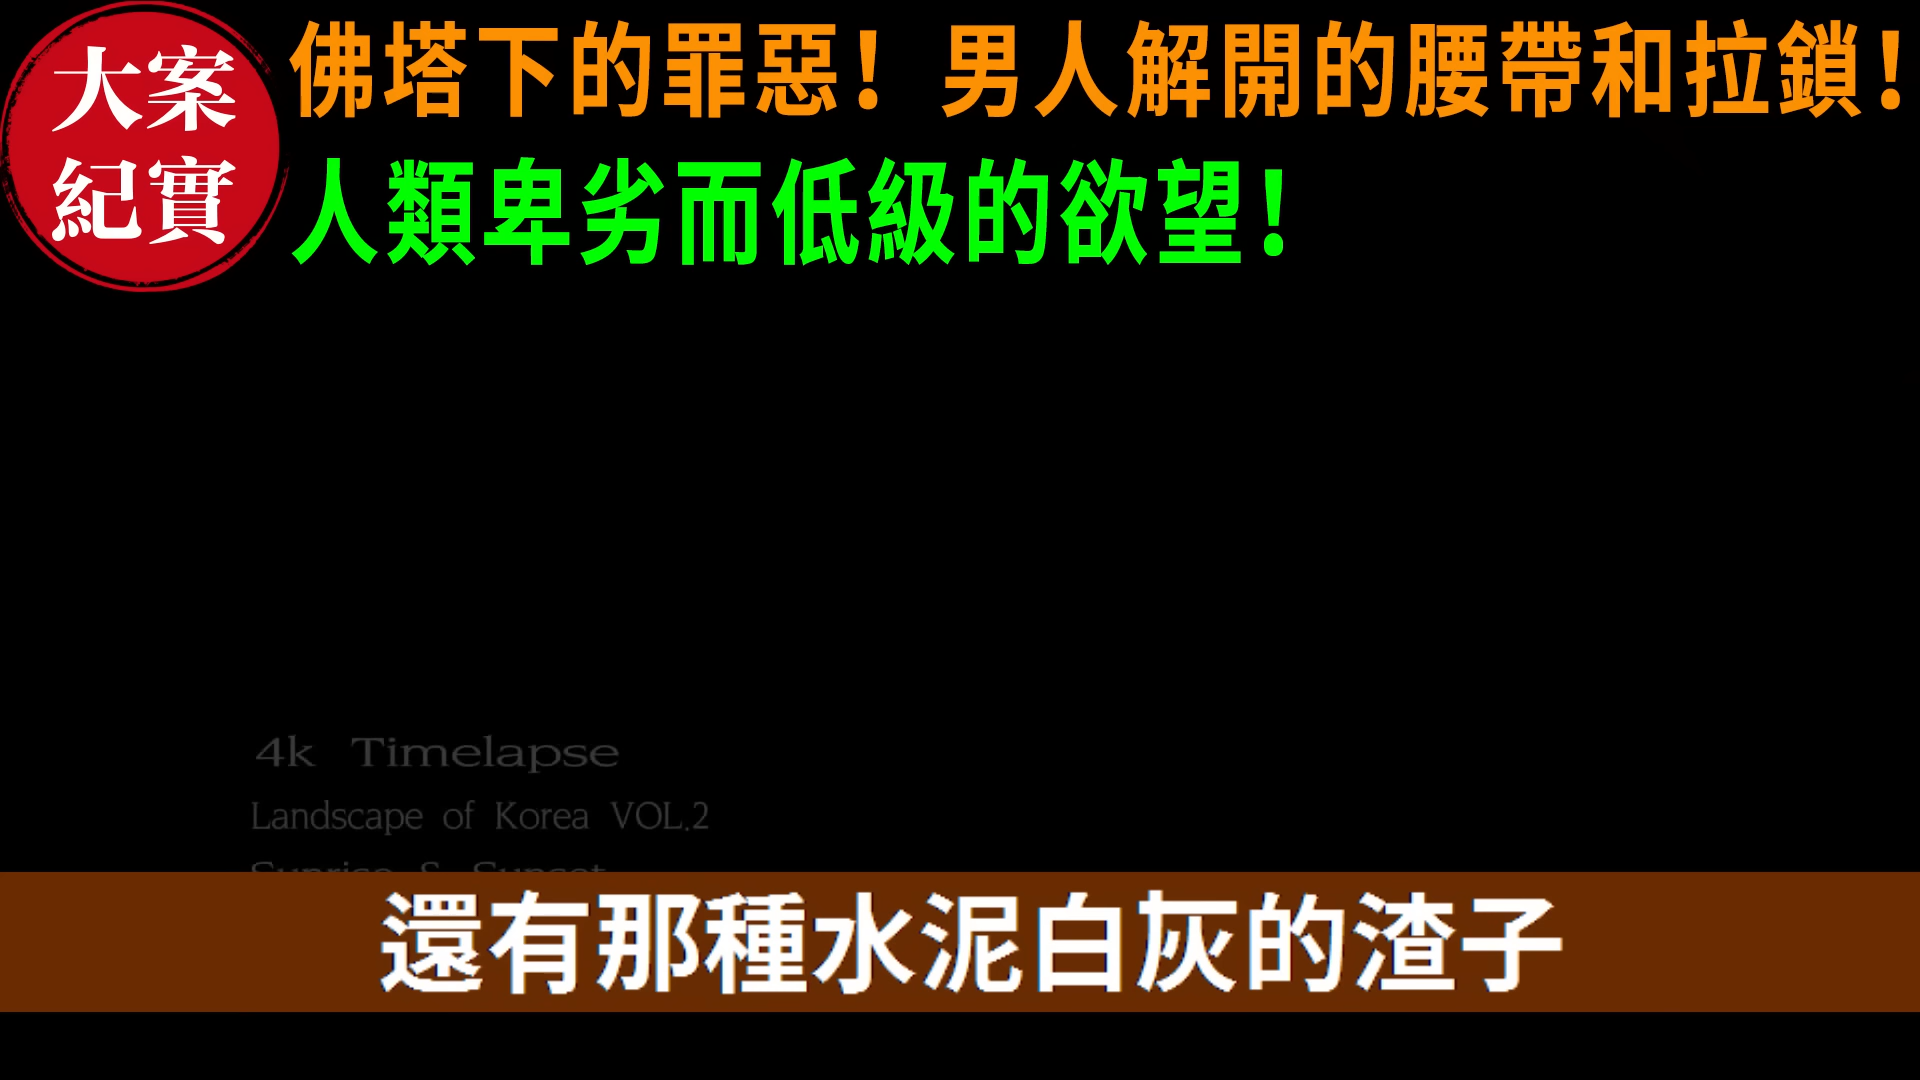 大案
紀實
佛塔下的罪惡！男人解開的腰帶和拉鎖！
人類卑劣而低級的欲望！
4k Timelapse
Landscape of Korea VOL.2
Sunrise & Sunset
還有那種水泥白灰的渣子